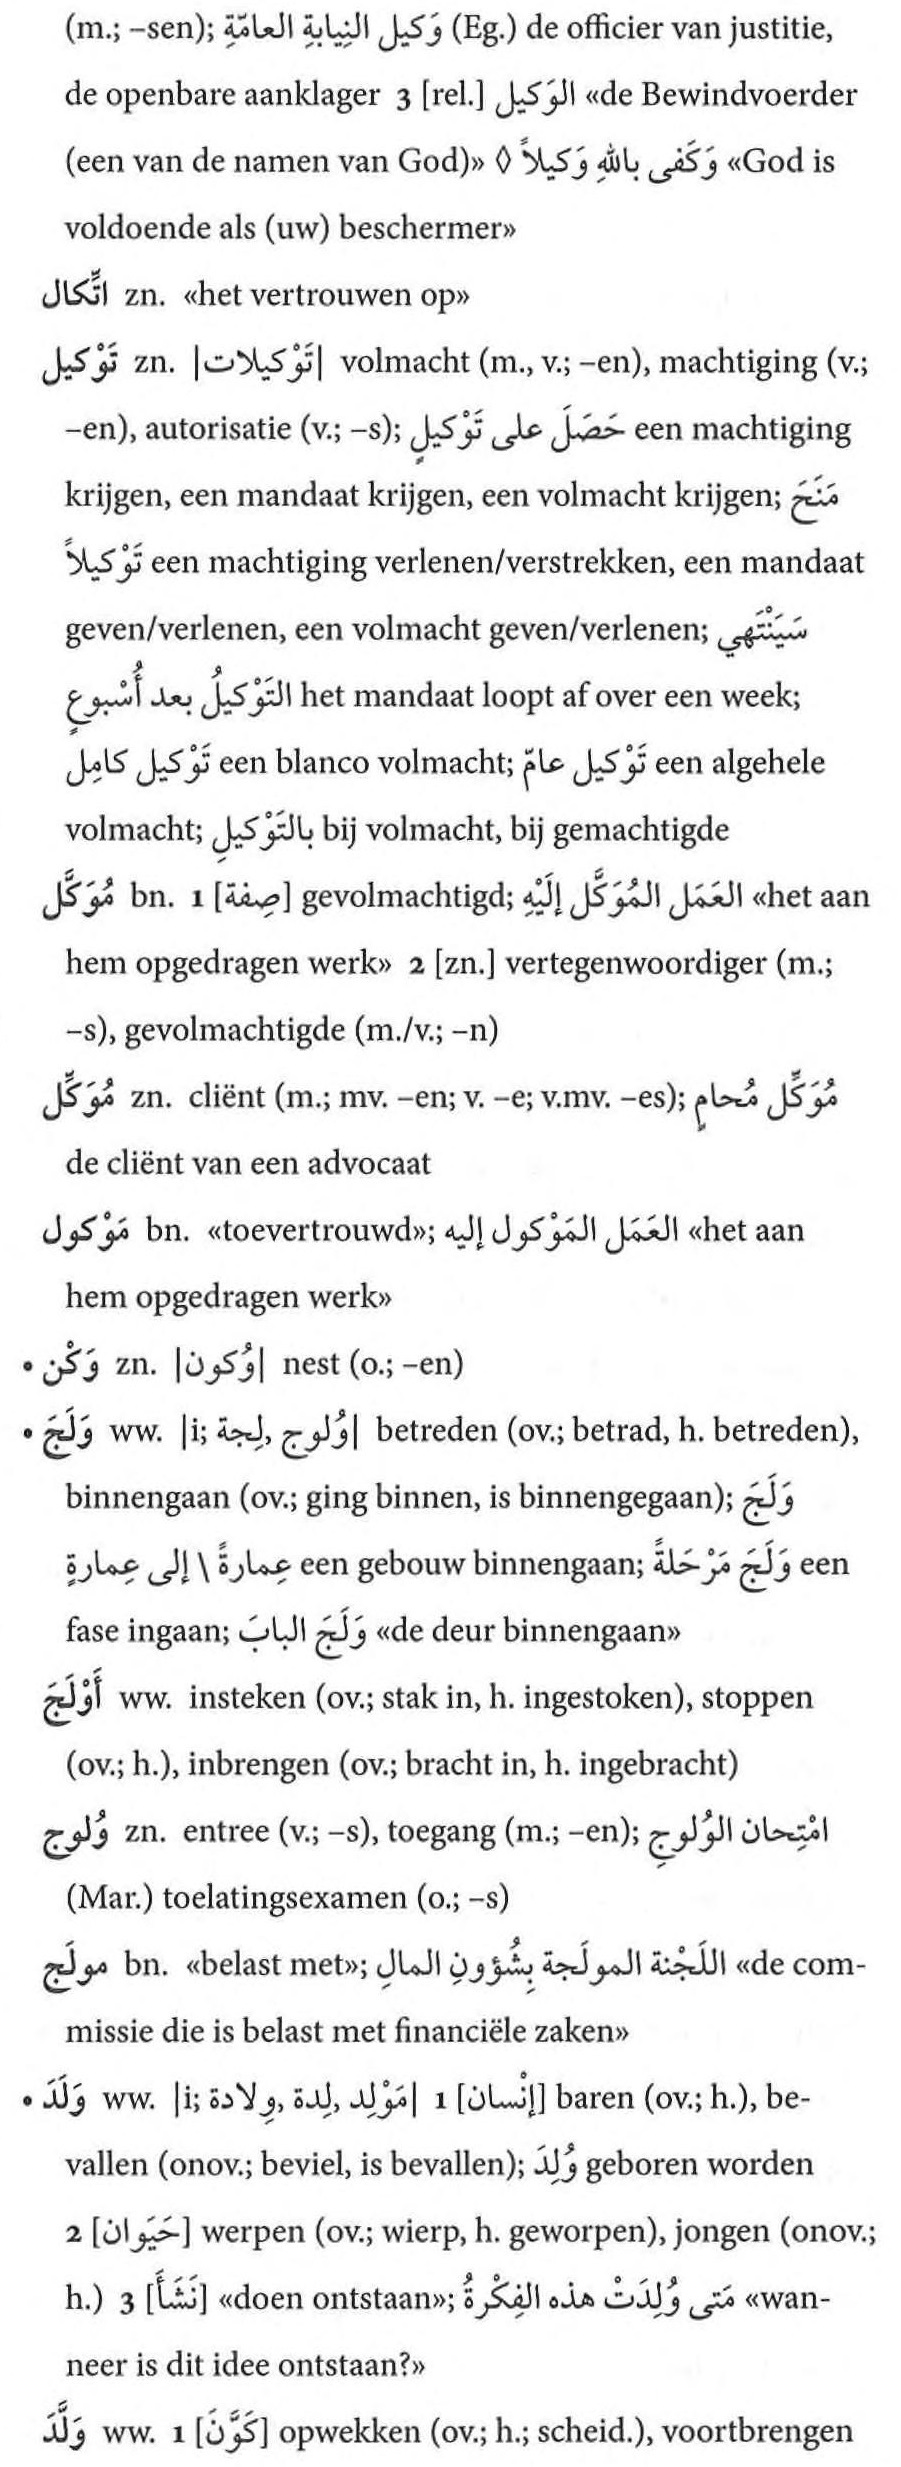 (m.; –sen); وَكيل النِيابةِ العامّةِ (Eg.) de officier van justitie,
de openbare aanklager 3 [rel.] الوَكيل «de Bewindvoerder
(een van de namen van God)» ◊ وَكَفى بِاللّٰهِ وَكيلاً «God is
voldoende als (uw) beschermer»
اتِّكال zn. «het vertrouwen op»
تَوْكيل zn. |تَوْكيلات| volmacht (m., v.; –en), machtiging (v.;
–en), autorisatie (v.; –s); حَصَلَ على تَوْكيلٍ een machtiging
krijgen, een mandaat krijgen, een volmacht krijgen; مَنَحَ
تَوْكيلاً een machtiging verlenen/verstrekken, een mandaat
geven/verlenen, een volmacht geven/verlenen; سَيَنْتَهي
التَوْكيلُ بعد أُسْبوعٍ het mandaat loopt af over een week;
تَوْكيل كامِل een blanco volmacht; تَوْكيل عامّ een algehele
volmacht; بِالتَوْكيلِ bij volmacht, bij gemachtigde
مُوَكَّل bn. 1 [صِفة] gevolmachtigd; العَمَل المُوَكَّل إلَيْهِ «het aan
hem opgedragen werk» 2 [zn.] vertegenwoordiger (m.;
–s), gevolmachtigde (m./v.; –n)
مُوَكِّل zn. cliënt (m.; mv. –en; v. –e; v.mv. –es); مُوَكِّل مُحامٍ
de cliënt van een advocaat
مَوْكول bn. «toevertrouwd»; العَمَل المَوْكول إليه «het aan
hem opgedragen werk»
• وَكْن zn. |وُكون| nest (o.; –en)
• وَلَجَ ww. |i; وُلوج, لِجة| betreden (ov.; betrad, h. betreden),
binnengaan (ov.; ging binnen, is binnengegaan); وَلَجَ
عِمارةً \ إلى عِمارةٍ een gebouw binnengaan; وَلَجَ مَرْحَلةً een
fase ingaan; وَلَجَ البابَ «de deur binnengaan»
أَوْلَجَ ww. insteken (ov.; stak in, h. ingestoken), stoppen
(ov.; h.), inbrengen (ov.; bracht in, h. ingebracht)
وُلوج zn. entree (v.; –s), toegang (m.; –en); امْتِحان الوُلوجِ
(Mar.) toelatingsexamen (o.; –s)
مولَج bn. «belast met»; اللَجْنة المولَجة بِشُؤونِ المالِ «de com-
missie die is belast met financiële zaken»
• وَلَدَ ww. |i; مَوْلِد, لِدة, وِلادة| 1 [إنْسان] baren (ov.; h.), be-
vallen (onov.; beviel, is bevallen); وُلِدَ geboren worden
2 [حَيَوان] werpen (ov.; wierp, h. geworpen), jongen (onov.;
h.) 3 [نَشَأَ] «doen ontstaan»; مَتى وُلِدَتْ هذه الفِكْرةُ «wan-
neer is dit idee ontstaan?»
وَلَّدَ ww. 1 [كَوَّنَ] opwekken (ov.; h.; scheid.), voortbrengen